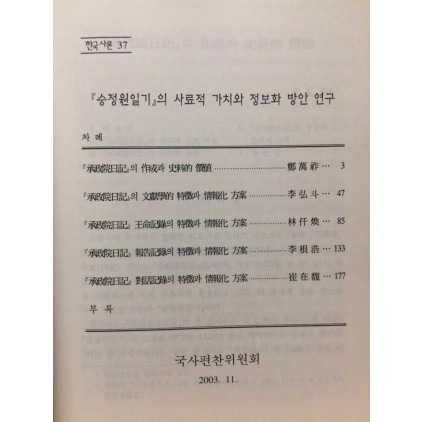 한국사론 37
『승정원일기』의 사료적 가치와 정보화 방안 연구
차 례
『承政院日記』의 作成과 史料的 價値 ························ 鄭萬祚 ··· 3
『承政院日記』의 文獻學的 特徵과 情報化 方案 ············ 李弘斗 ··· 47
『承政院日記』 王命記錄의 特徵과 情報化 方案 ············ 林仟煥 ··· 85
『承政院日記』 報告記錄의 特徵과 情報化 方案 ············ 李根浩 ··· 133
『承政院日記』 對話記錄의 特徵과 情報化 方案 ············ 崔在馥 ··· 177
부 록
국사편찬위원회
2003. 11.